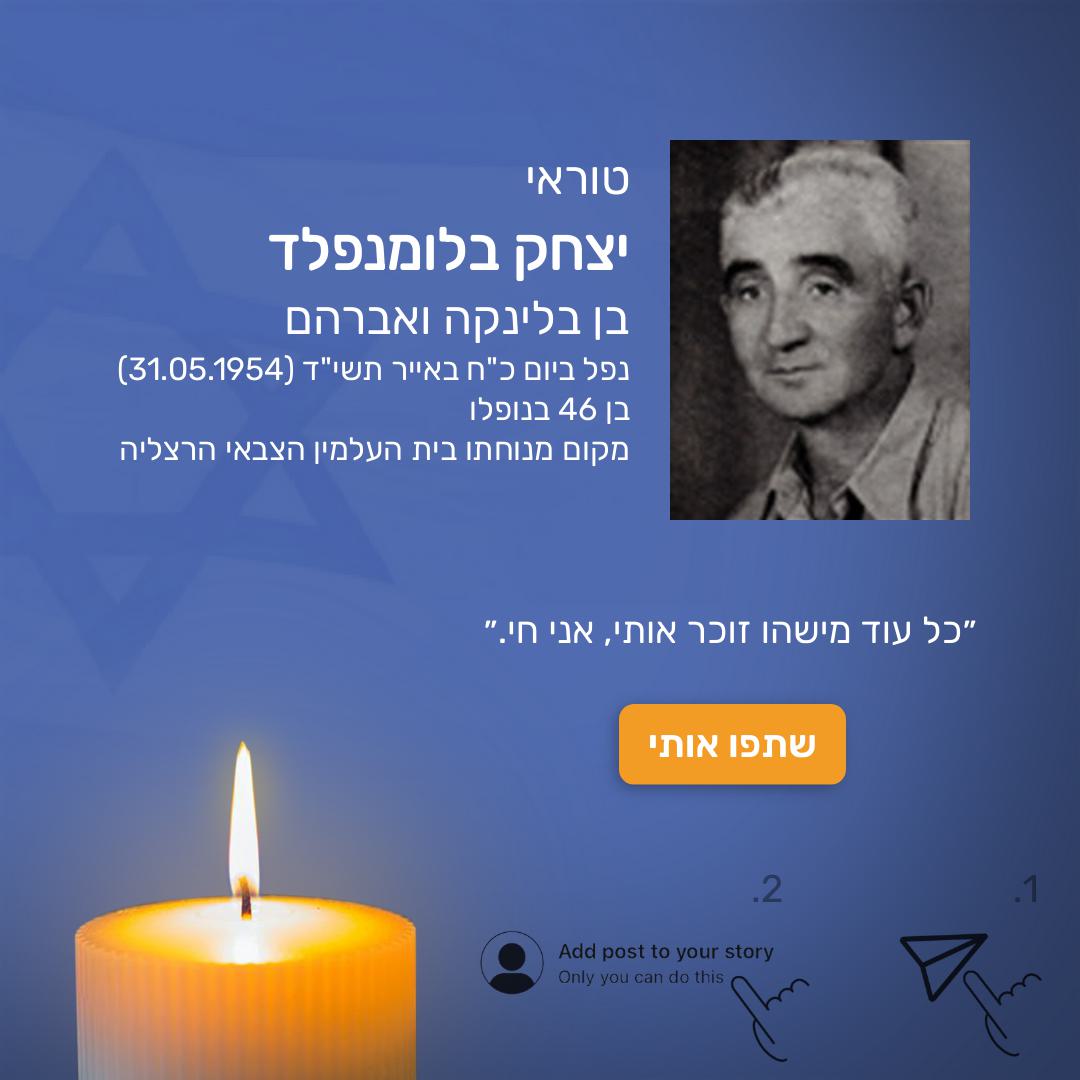 טוראי
יצחק בלומנפלד
בן בלינקה ואברהם
נפל ביום כ"ח באייר תשי"ד (31.05.1954)
בן 46 בנופלו
מקום מנוחתו בית העלמין הצבאי הרצליה
״כל עוד מישהו זוכר אותי, אני חי.״
שתפו אותי
1.
2.
Add post to your story
Only you can do this